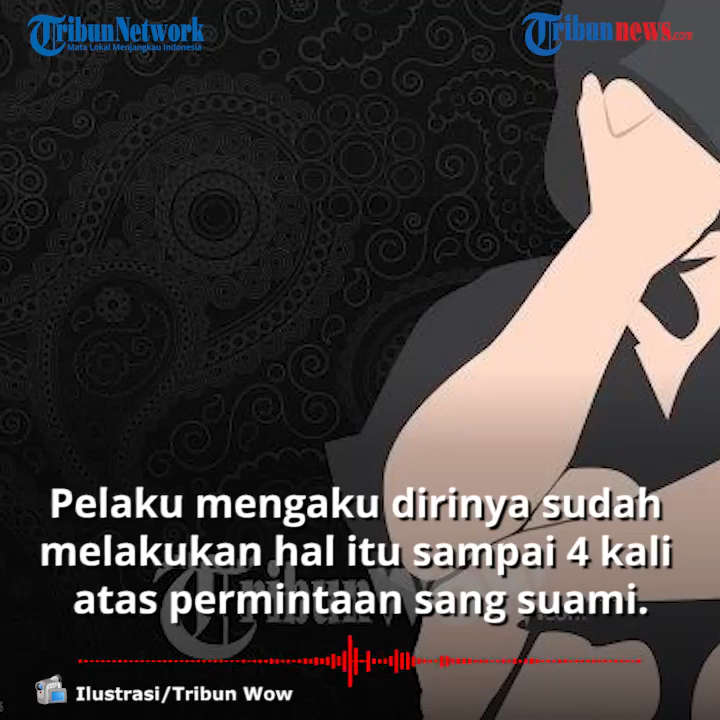 TribunNetwork
Mata Lokal Menjangkau Indonesia
Tribunnews.com
Pelaku mengaku dirinya sudah
melakukan hal itu sampai 4 kali
atas permintaan sang suami.
Ilustrasi/Tribun Wow